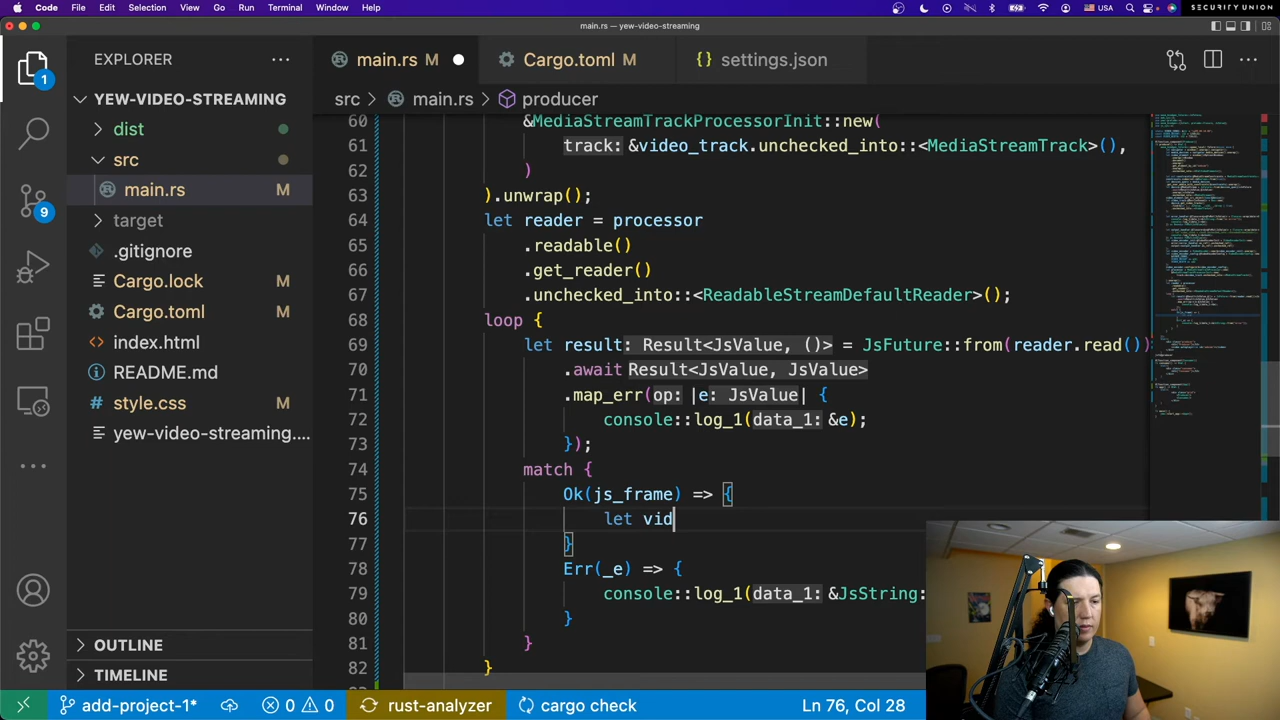 Code File Edit Selection View Go Run Terminal Window Help USA SECURITY UNION
main.rs — yew-video-streaming
EXPLORER
main.rs M
Cargo.toml M
settings.json
src > main.rs > producer
YEW-VIDEO-STREAMING
dist
src
main.rs M
target
.gitignore
Cargo.lock M
Cargo.toml M
index.html
README.md
style.css M
yew-video-streaming....
OUTLINE
TIMELINE
1
9
60 &MediaStreamTrackProcessorInit::new(
61 track: &video_track.unchecked_into::<MediaStreamTrack>(),
62 )
63 ).unwrap();
64 let reader = processor
65 .readable()
66 .get_reader()
67 .unchecked_into::<ReadableStreamDefaultReader>();
68 loop {
69 let result: Result<JsValue, ()> = JsFuture::from(reader.read())
70 .await Result<JsValue, JsValue>
71 .map_err(op: |e: JsValue| {
72 console::log_1(data_1: &e);
73 });
74 match {
75 Ok(js_frame) => {
76 let vid
77 }
78 Err(_e) => {
79 console::log_1(data_1: &JsString:
80 }
81 }
82 }
add-project-1* 0 0 rust-analyzer cargo check Ln 76, Col 28